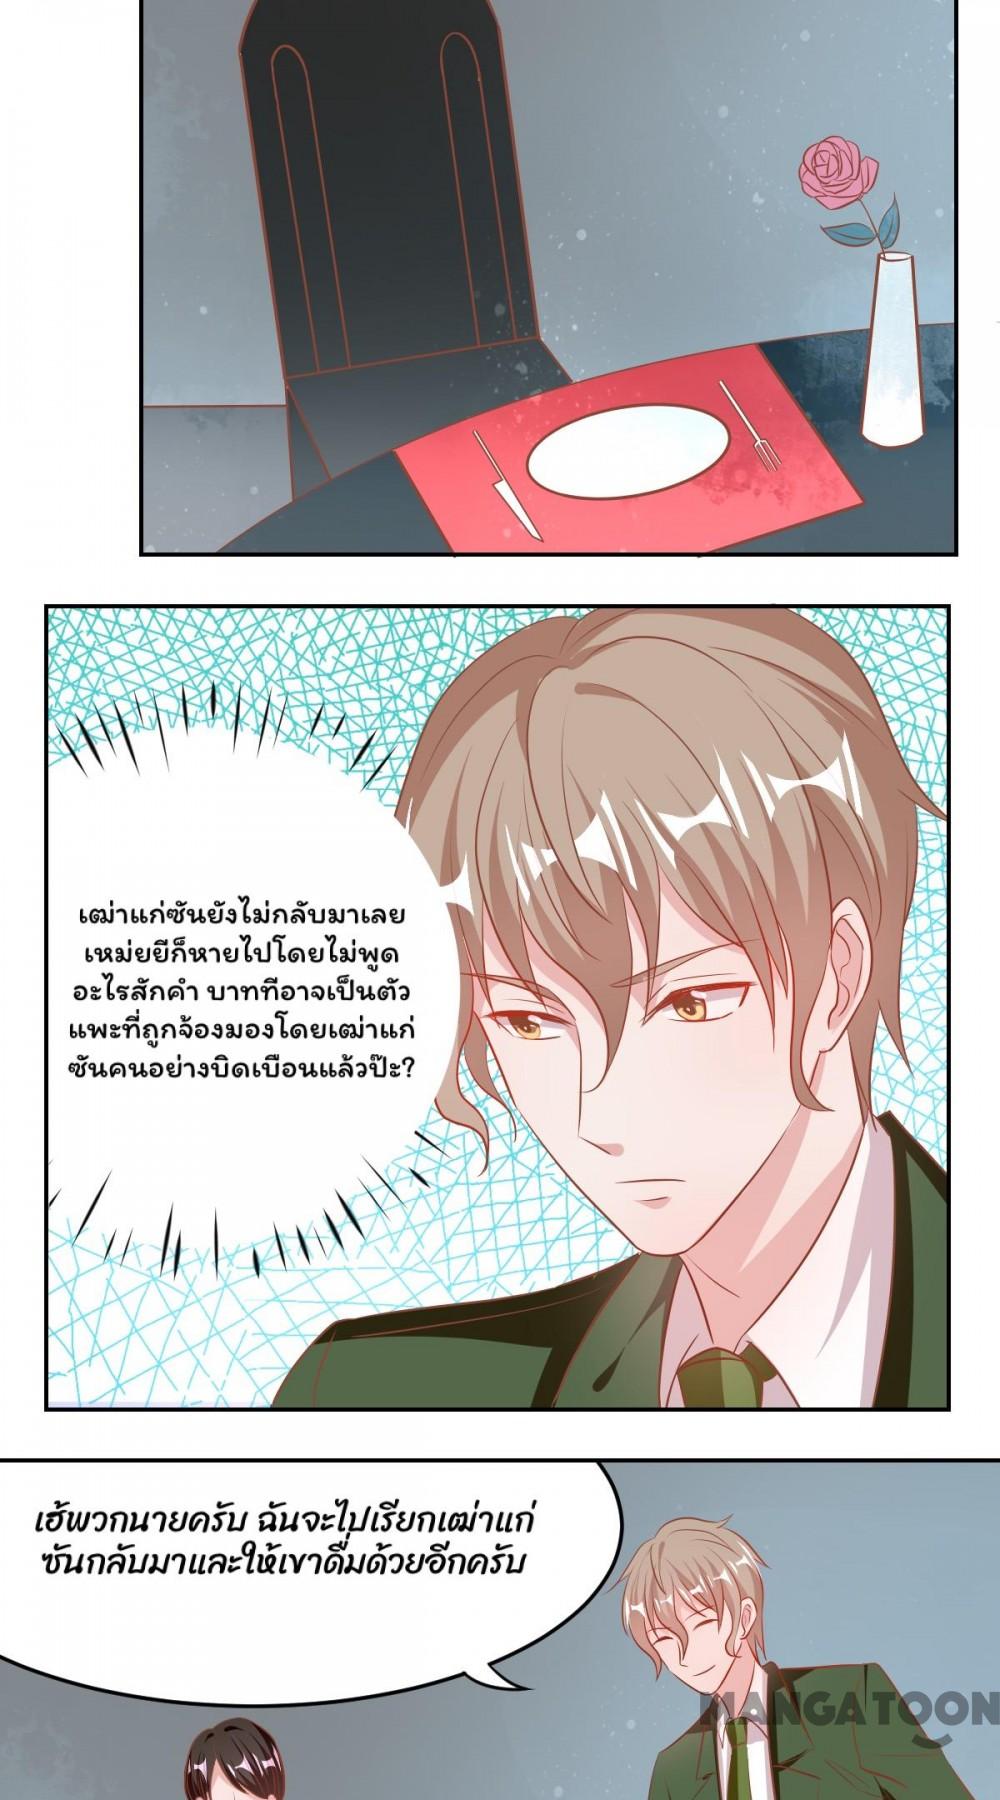 เฒ่าแก่ซันยังไม่กลับมาเลย
เหม่ยยีก็หายไปโดยไม่พูด
อะไรสักคำ บางทีอาจเป็นตัว
แพะที่ถูกจ้องมองโดยเฒ่าแก่
ซันคนอย่างบิดเบือนแล้วป๊ะ?
เฮ้พวกนายครับ ฉันจะไปเรียกเฒ่าแก่
ซันกลับมาและให้เขาดื่มด้วยอีกครับ
MANGATOON